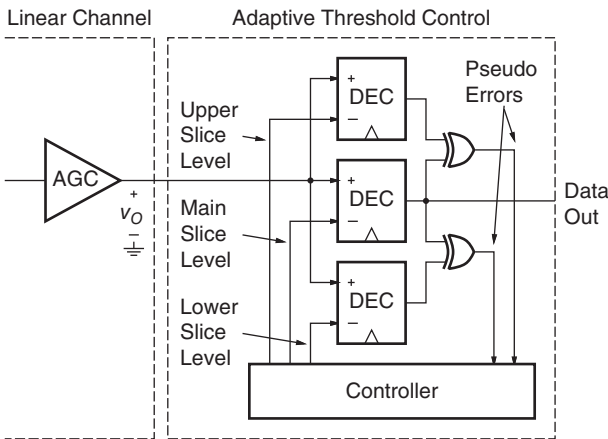 Linear Channel
Adaptive Threshold Control
Pseudo
Errors
Upper
Slice
Level
+
DEC
−
AGC
+
vO
−
Main
Slice
Level
+
DEC
−
Data
Out
Lower
Slice
Level
+
DEC
−
Controller